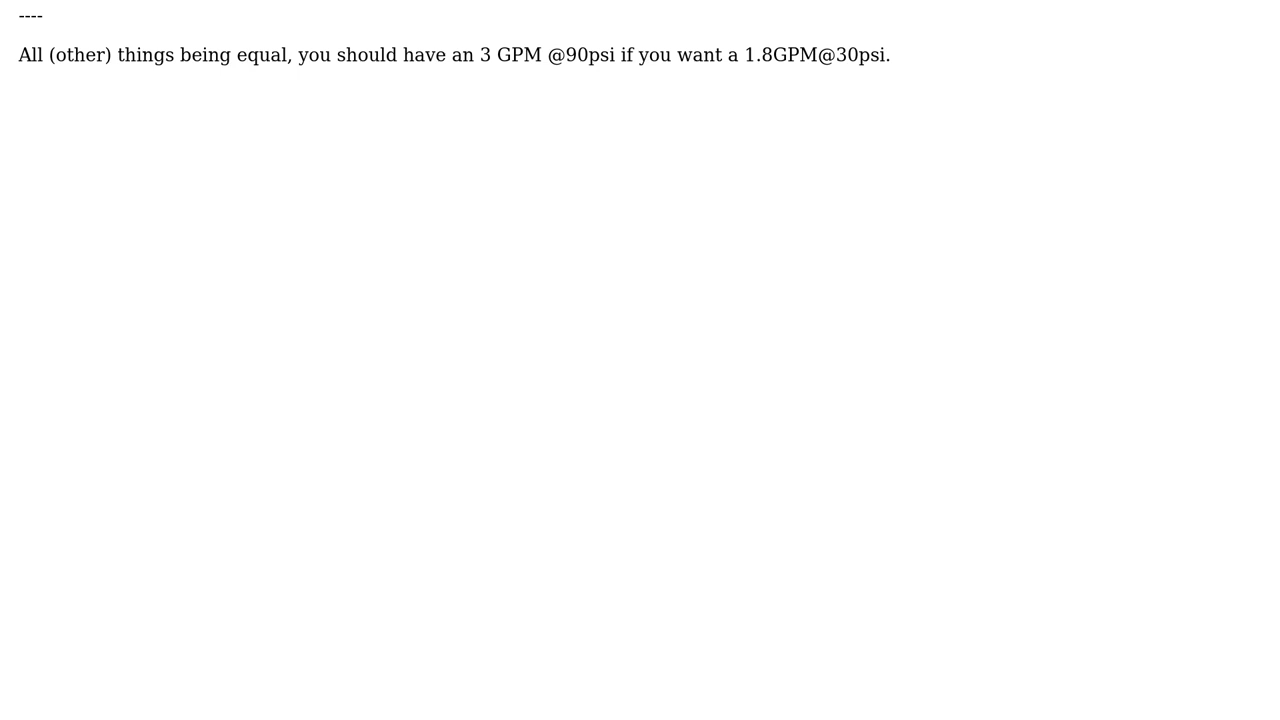 ----
All (other) things being equal, you should have an 3 GPM @90psi if you want a 1.8GPM@30psi.